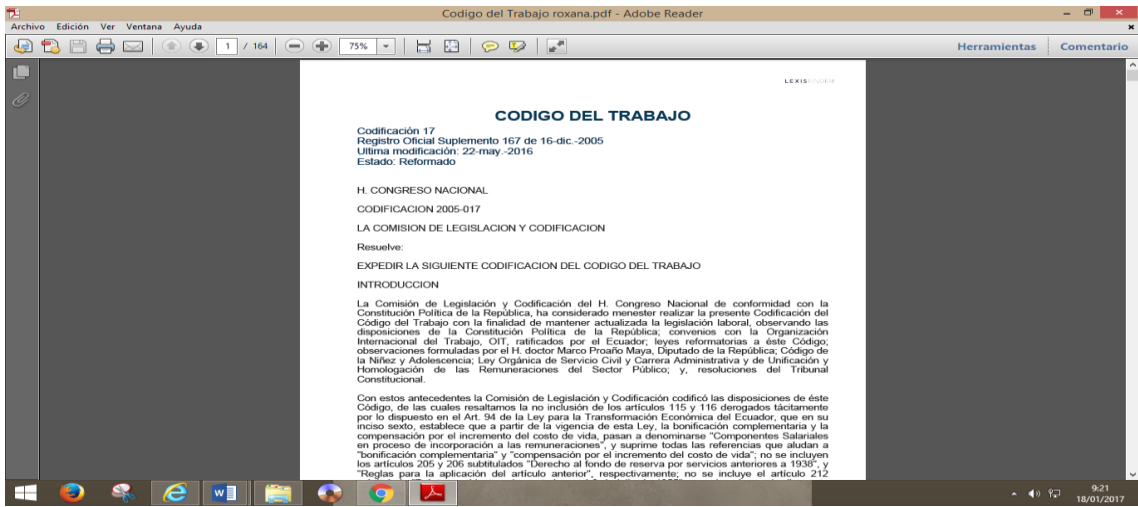 Codigo del Trabajo roxana.pdf - Adobe Reader
Archivo Edición Ver Ventana Ayuda
1 / 164 75% Herramientas Comentario
LEXIS FINDER
CODIGO DEL TRABAJO
Codificación 17
Registro Oficial Suplemento 167 de 16-dic.-2005
Ultima modificación: 22-may.-2016
Estado: Reformado
H. CONGRESO NACIONAL
CODIFICACION 2005-017
LA COMISION DE LEGISLACION Y CODIFICACION
Resuelve:
EXPEDIR LA SIGUIENTE CODIFICACION DEL CODIGO DEL TRABAJO
INTRODUCCION
La Comisión de Legislación y Codificación del H. Congreso Nacional de conformidad con la
Constitución Política de la República, ha considerado menester realizar la presente Codificación del
Código del Trabajo con la finalidad de mantener actualizada la legislación laboral, observando las
disposiciones de la Constitución Política de la República; convenios con la Organización
Internacional del Trabajo, OIT, ratificados por el Ecuador; leyes reformatorias a éste Código;
observaciones formuladas por el H. doctor Marco Proaño Maya, Diputado de la República; Código de
la Niñez y Adolescencia; Ley Orgánica de Servicio Civil y Carrera Administrativa y de Unificación y
Homologación de las Remuneraciones del Sector Público; y, resoluciones del Tribunal
Constitucional.
Con estos antecedentes la Comisión de Legislación y Codificación codificó las disposiciones de éste
Código, de las cuales resaltamos la no inclusión de los artículos 115 y 116 derogados tácitamente
por lo dispuesto en el Art. 94 de la Ley para la Transformación Económica del Ecuador, que en su
inciso sexto, establece que a partir de la vigencia de esta Ley, la bonificación complementaria y la
compensación por el incremento del costo de vida, pasan a denominarse "Componentes Salariales
en proceso de incorporación a las remuneraciones", y suprime todas las referencias que aludan a
"bonificación complementaria" y "compensación por el incremento del costo de vida"; no se incluyen
los artículos 205 y 206 subtitulados "Derecho al fondo de reserva por servicios anteriores a 1938", y
"Reglas para la aplicación del artículo anterior", respectivamente; no se incluye el artículo 212
9:21
18/01/2017